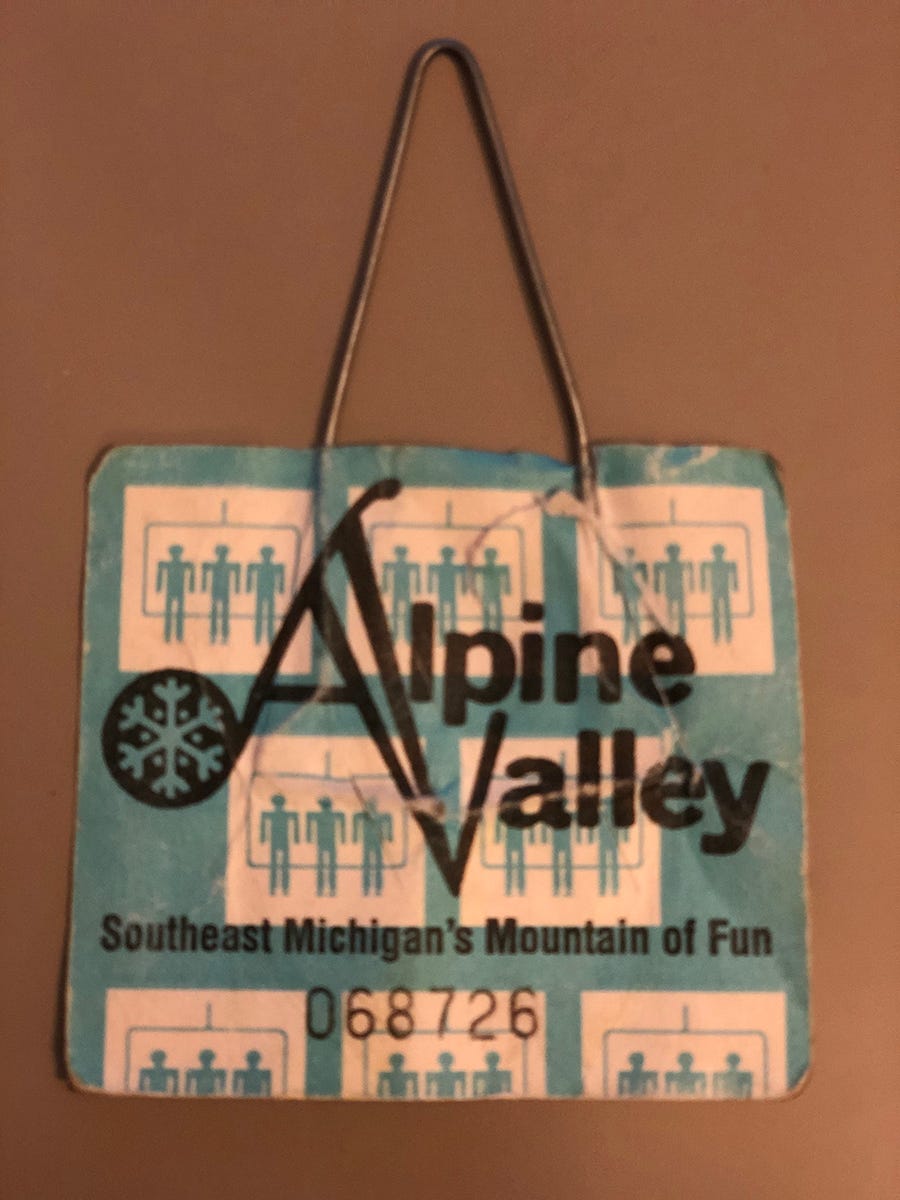 Alpine
Valley
Southeast Michigan's Mountain of Fun
068726